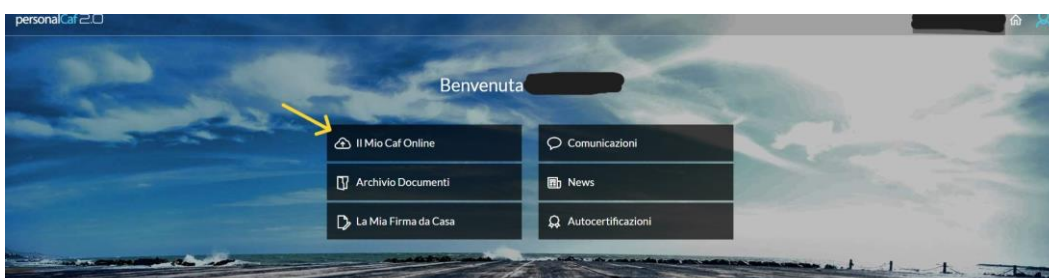 personalCaf 2.0
Benvenuta
Il Mio Caf Online
Comunicazioni
Archivio Documenti
News
La Mia Firma da Casa
Autocertificazioni